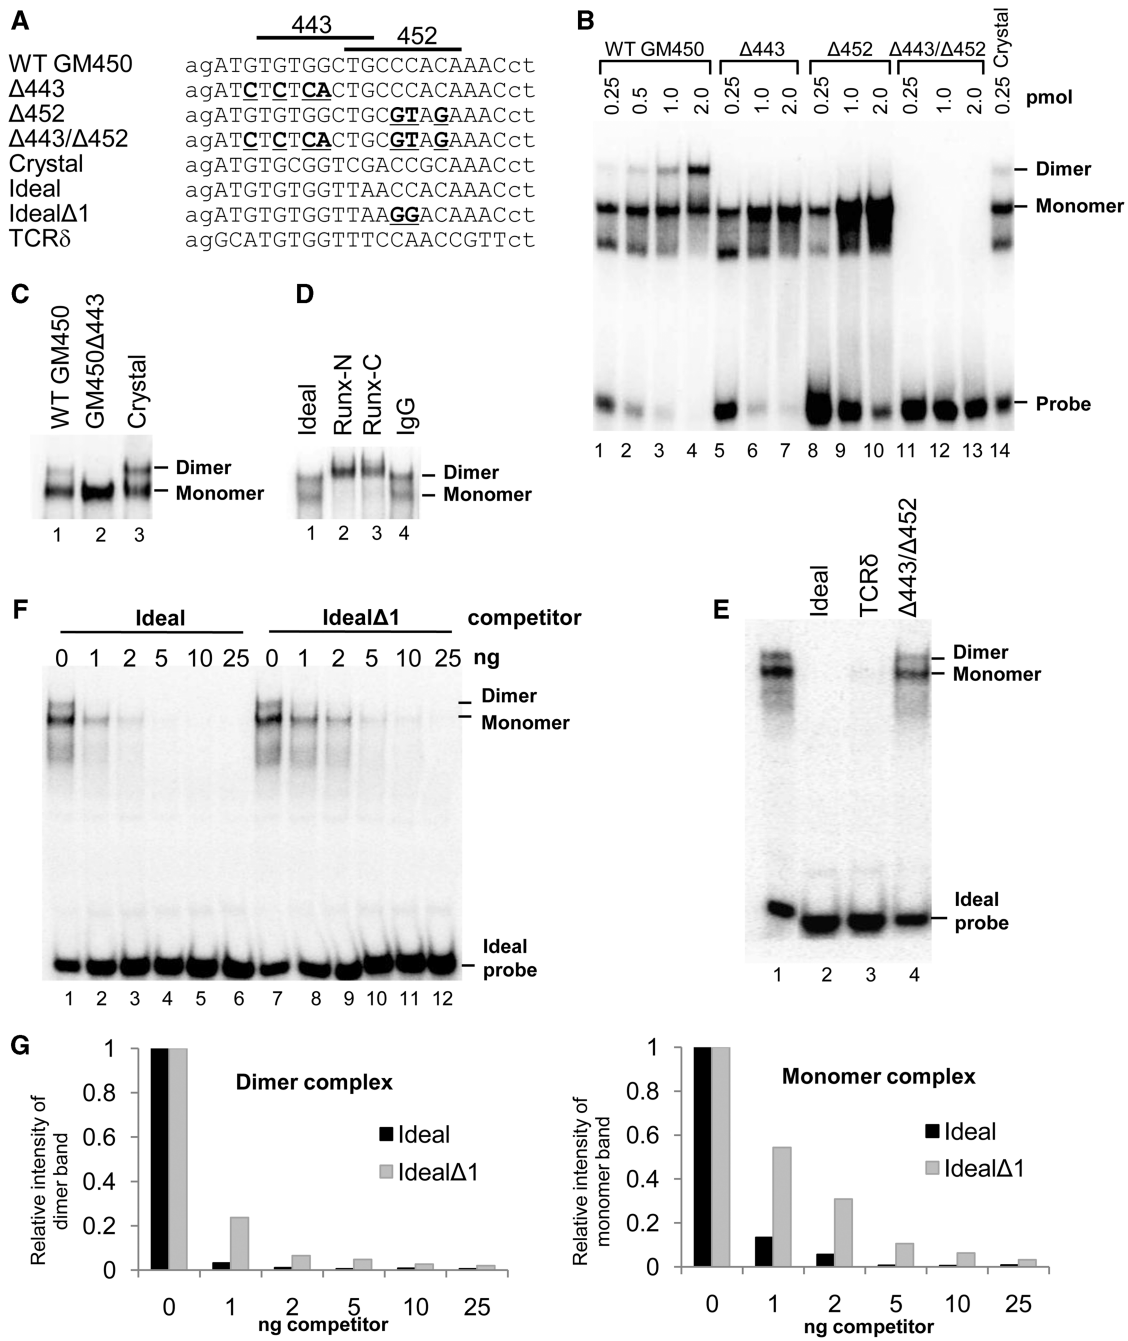 A
443
452
WT GM450 agATGTGTGGCTGCCCACAAACct
Δ443 agATCTCTCACTGCCCACAAACct
Δ452 agATGTGTGGCTGCGTAGAAACct
Δ443/Δ452 agATCTCTCACTGCGTAGAAACct
Crystal agATGTGCGGTCGACCGCAAACct
Ideal agATGTGTGGTTAACCACAAACct
IdealΔ1 agATGTGTGGTTAAGGACAAACct
TCRδ agGCATGTGGTTTCCAACCGTTct
B
WT GM450 Δ443 Δ452 Δ443/Δ452 Crystal
0.25 0.5 1.0 2.0 0.25 1.0 2.0 0.25 1.0 2.0 0.25 1.0 2.0 0.25 pmol
Dimer
Monomer
Probe
1 2 3 4 5 6 7 8 9 10 11 12 13 14
C
WT GM450 GM450Δ443 Crystal
Dimer
Monomer
1 2 3
D
Ideal Runx-N Runx-C IgG
Dimer
Monomer
1 2 3 4
F
Ideal IdealΔ1 competitor
0 1 2 5 10 25 0 1 2 5 10 25 ng
Dimer
Monomer
Ideal
probe
1 2 3 4 5 6 7 8 9 10 11 12
E
Ideal TCRδ Δ443/Δ452
Dimer
Monomer
Ideal
probe
1 2 3 4
G
Dimer complex
Relative intensity of
dimer band
1
0.8
0.6
0.4
0.2
0
Ideal
IdealΔ1
0 1 2 5 10 25
ng competitor
Monomer complex
Relative intensity of
monomer band
1
0.8
0.6
0.4
0.2
0
Ideal
IdealΔ1
0 1 2 5 10 25
ng competitor